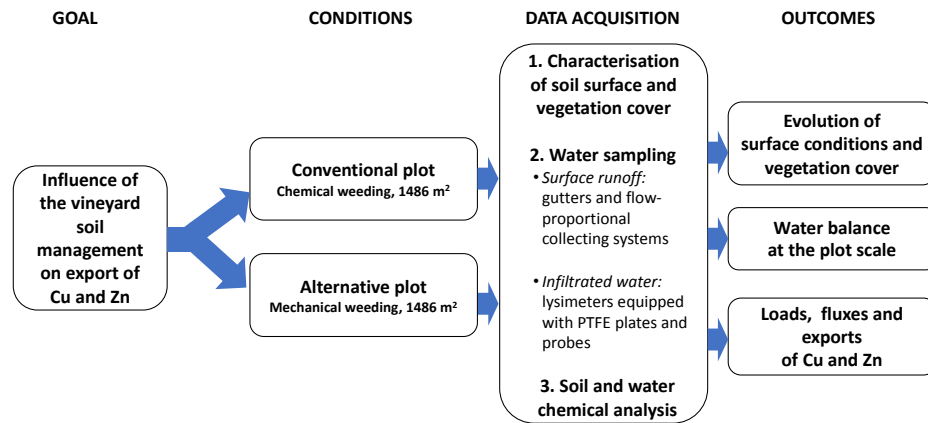 GOAL
CONDITIONS
DATA ACQUISITION
OUTCOMES
Influence of
the vineyard
soil
management
on export of
Cu and Zn
Conventional plot
Chemical weeding, 1486 m²
Alternative plot
Mechanical weeding, 1486 m²
1. Characterisation
of soil surface and
vegetation cover
2. Water sampling
•Surface runoff:
gutters and flow-
proportional
collecting systems
•Infiltrated water:
lysimeters equipped
with PTFE plates and
probes
3. Soil and water
chemical analysis
Evolution of
surface conditions and
vegetation cover
Water balance
at the plot scale
Loads, fluxes and
exports
of Cu and Zn